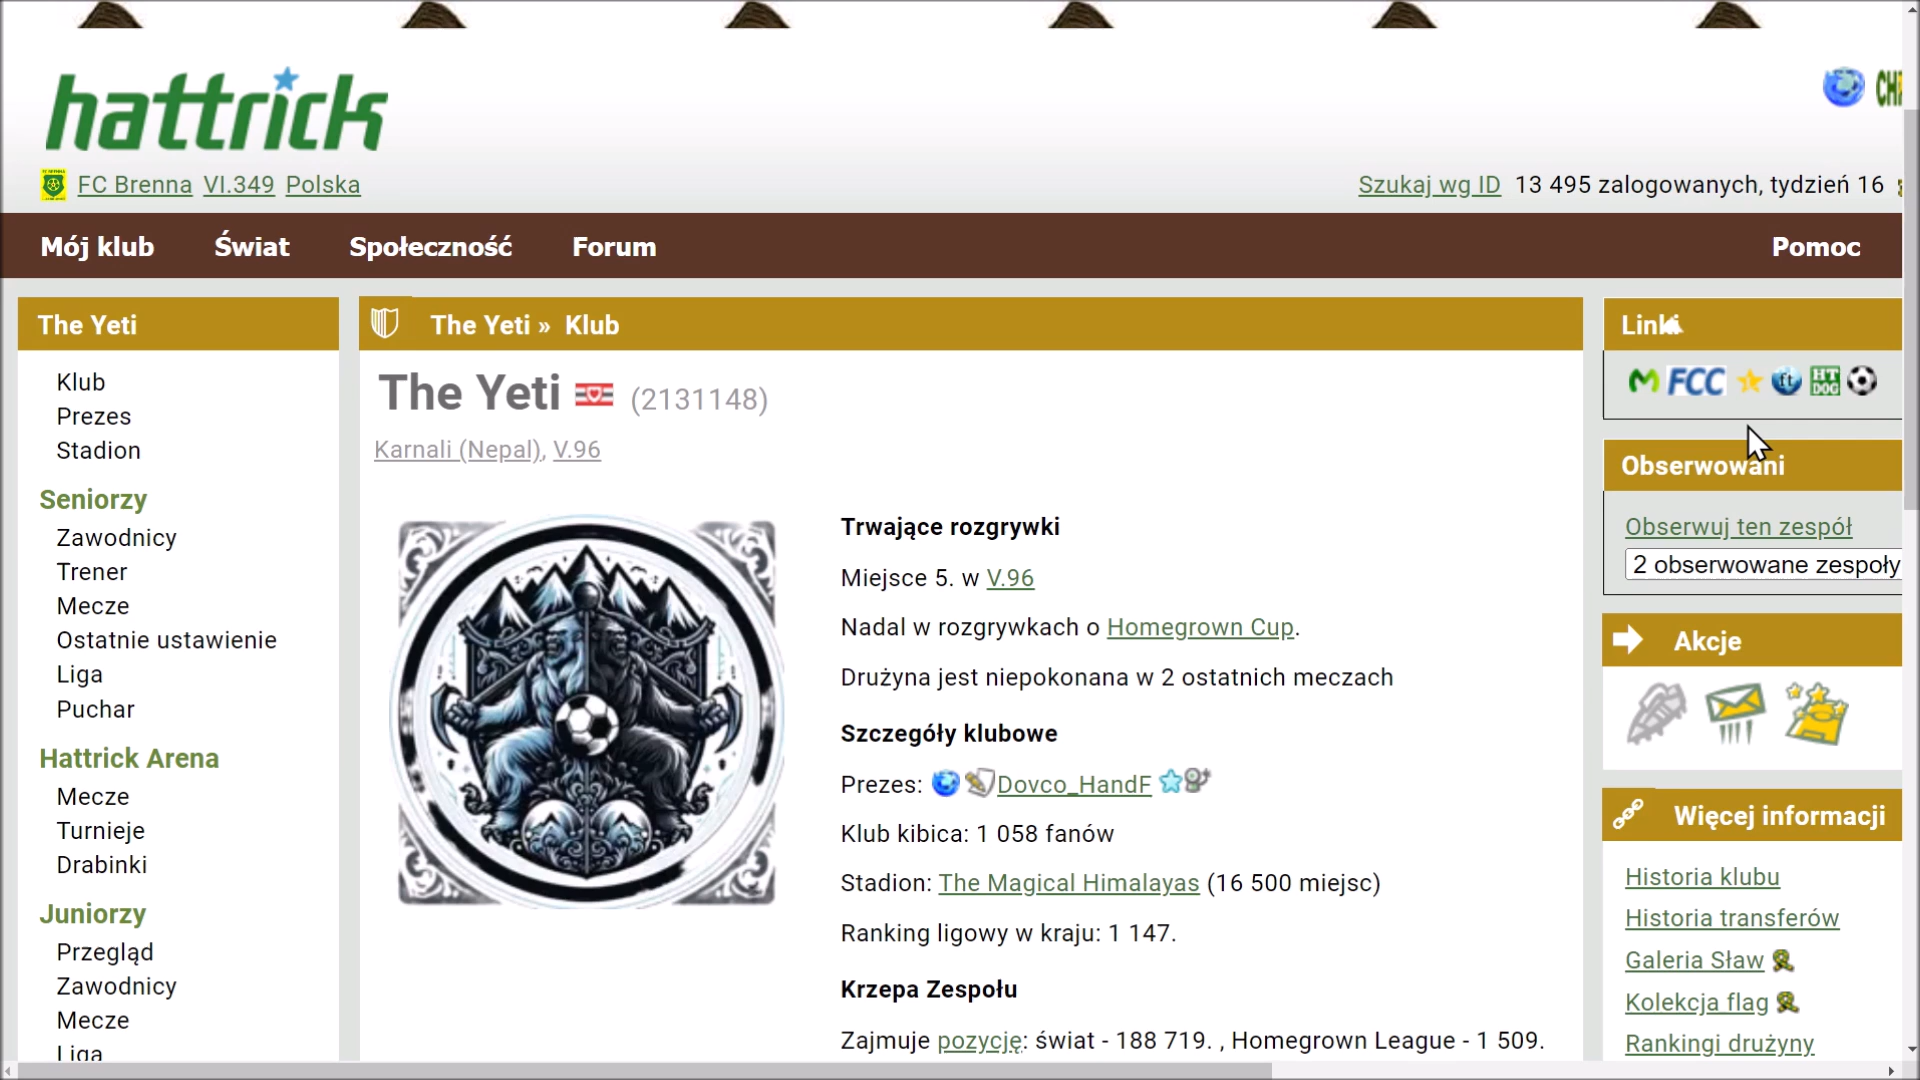 hattrick
FC Brenna VI.349 Polska
Szukaj wg ID 13 495 zalogowanych, tydzień 16
Mój klub Świat Społeczność Forum Pomoc
The Yeti
Klub
Prezes
Stadion
Seniorzy
Zawodnicy
Trener
Mecze
Ostatnie ustawienie
Liga
Puchar
Hattrick Arena
Mecze
Turnieje
Drabinki
Juniorzy
Przegląd
Zawodnicy
Mecze
Liga
The Yeti » Klub
The Yeti (2131148)
Karnali (Nepal), V.96
Trwające rozgrywki
Miejsce 5. w V.96
Nadal w rozgrywkach o Homegrown Cup.
Drużyna jest niepokonana w 2 ostatnich meczach
Szczegóły klubowe
Prezes: Dovco_HandF
Klub kibica: 1 058 fanów
Stadion: The Magical Himalayas (16 500 miejsc)
Ranking ligowy w kraju: 1 147.
Krzepa Zespołu
Zajmuje pozycję: świat - 188 719. , Homegrown League - 1 509.
Linki
FCC ft HT DOG
Obserwowani
Obserwuj ten zespół
2 obserwowane zespoły
Akcje
Więcej informacji
Historia klubu
Historia transferów
Galeria Sław
Kolekcja flag
Rankingi drużyny